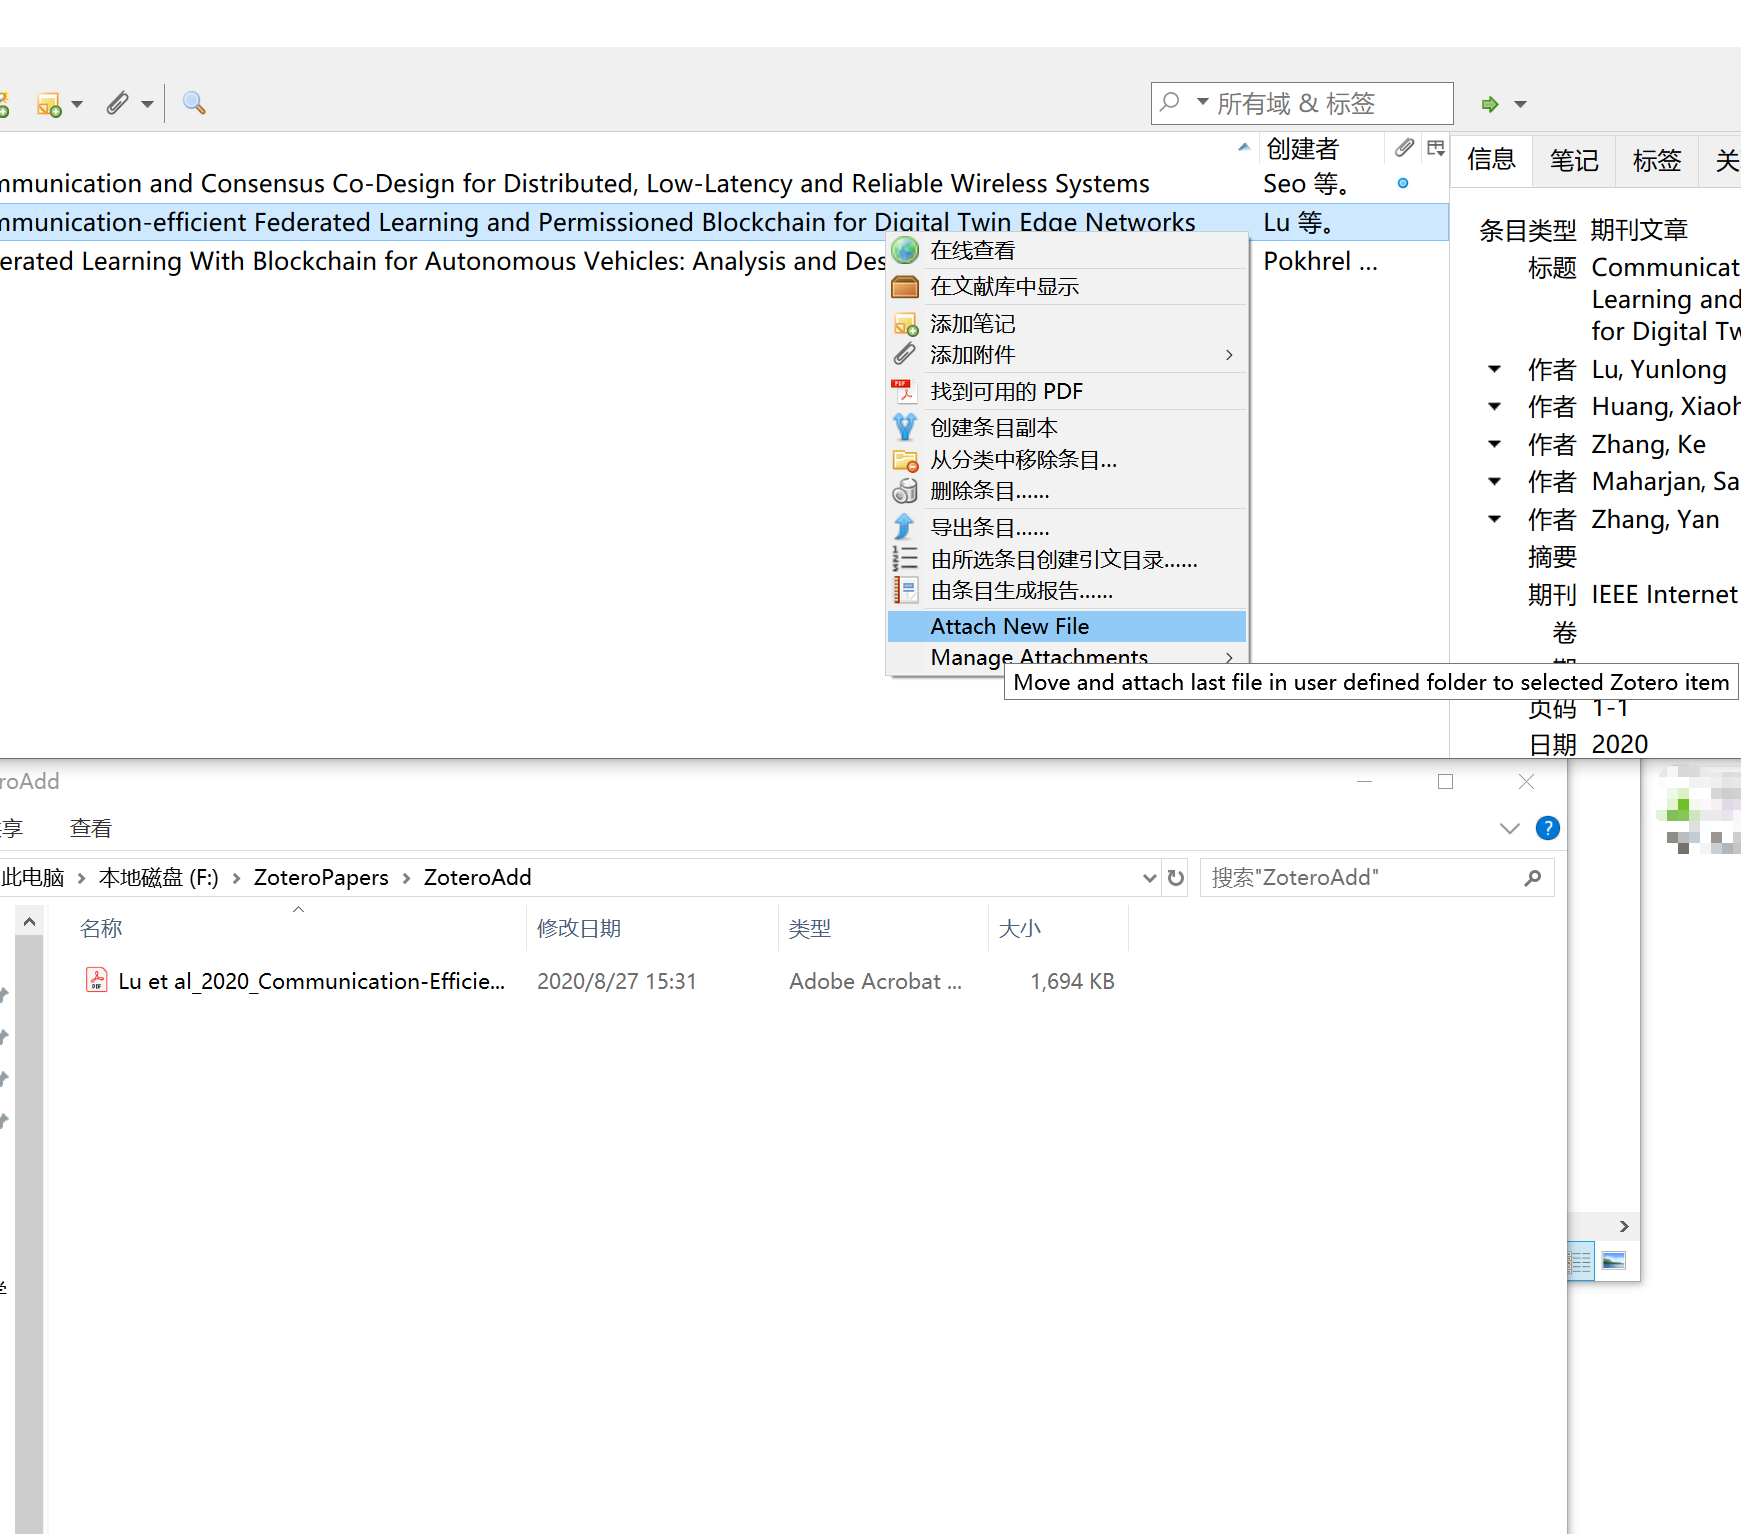 所有域 & 标签
创建者
信息 笔记 标签 关
mmunication and Consensus Co-Design for Distributed, Low-Latency and Reliable Wireless Systems Seo 等。
mmunication-efficient Federated Learning and Permissioned Blockchain for Digital Twin Edge Networks Lu 等。
erated Learning With Blockchain for Autonomous Vehicles: Analysis and Des Pokhrel ...
在线查看
在文献库中显示
添加笔记
添加附件
找到可用的 PDF
创建条目副本
从分类中移除条目...
删除条目......
导出条目......
由所选条目创建引文目录......
由条目生成报告......
Attach New File
Manage Attachments
Move and attach last file in user defined folder to selected Zotero item
条目类型 期刊文章
标题 Communicat
Learning and
for Digital Tw
作者 Lu, Yunlong
作者 Huang, Xiaoh
作者 Zhang, Ke
作者 Maharjan, Sa
作者 Zhang, Yan
摘要
期刊 IEEE Internet
卷
页码 1-1
日期 2020
roAdd
享 查看
此电脑 › 本地磁盘 (F:) › ZoteroPapers › ZoteroAdd
搜索"ZoteroAdd"
名称 修改日期 类型 大小
Lu et al_2020_Communication-Efficie... 2020/8/27 15:31 Adobe Acrobat ... 1,694 KB